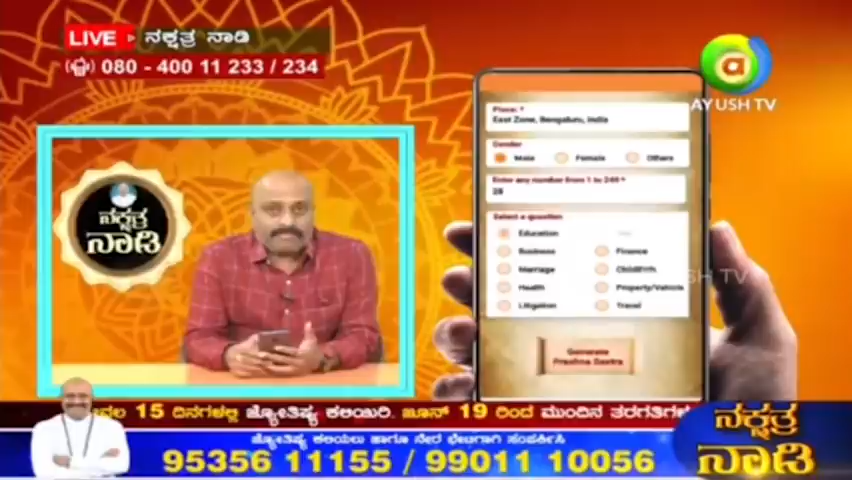 LIVE ನಕ್ಷತ್ರ ನಾಡಿ
080 - 400 11 233 / 234
AYUSH TV
ನಕ್ಷತ್ರ
ನಾಡಿ
Place: *
East Zone, Bengaluru, India
Gender
Male Female Others
Enter any number from 1 to 249 *
28
Select a question
Education
Business Finance
Marriage ChildBirth
Health Property/Vehicle
Litigation Travel
Generate
Prashna Sastra
15 ದಿನಗಳಲ್ಲಿ ಜ್ಯೋತಿಷ್ಯ ಕಲಿಯಿರಿ. ಜೂನ್ 19 ರಿಂದ ಮುಂದಿನ ತರಗತಿಗಳ
ಜ್ಯೋತಿಷ್ಯ ಕಲಿಯಲು ಹಾಗೂ ನೇರ ಭೇಟಿಗಾಗಿ ಸಂಪರ್ಕಿಸಿ
95356 11155 / 99011 10056
ನಕ್ಷತ್ರ
ನಾಡಿ